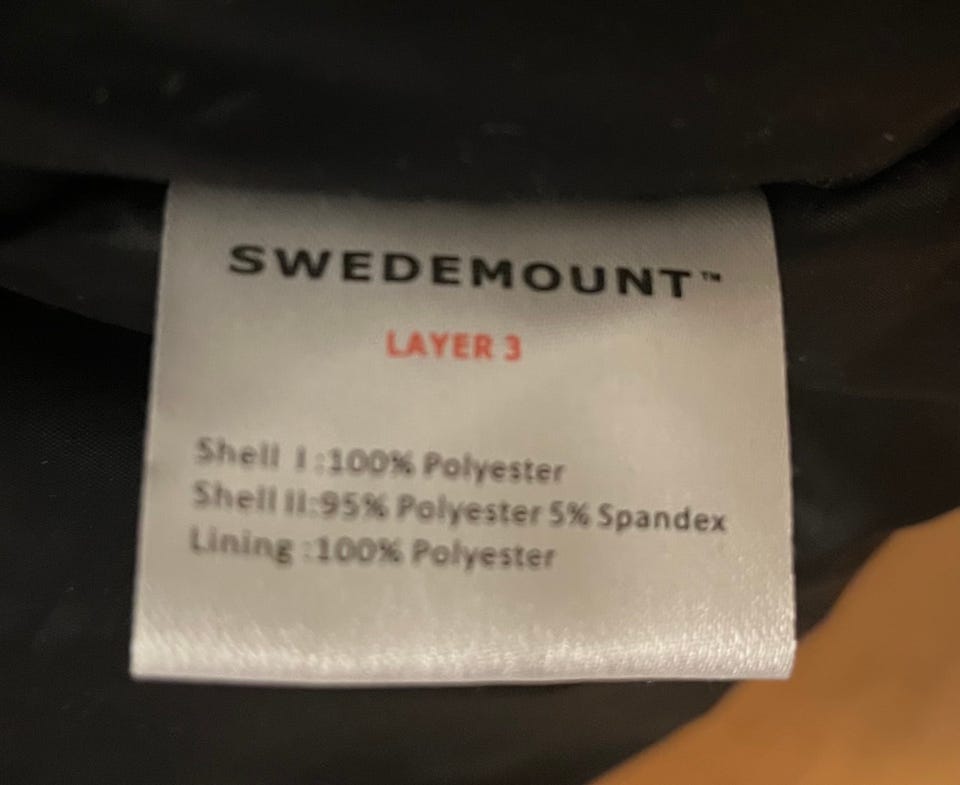 SWEDEMOUNT™
LAYER 3
Shell I :100% Polyester
Shell II:95% Polyester 5% Spandex
Lining :100% Polyester